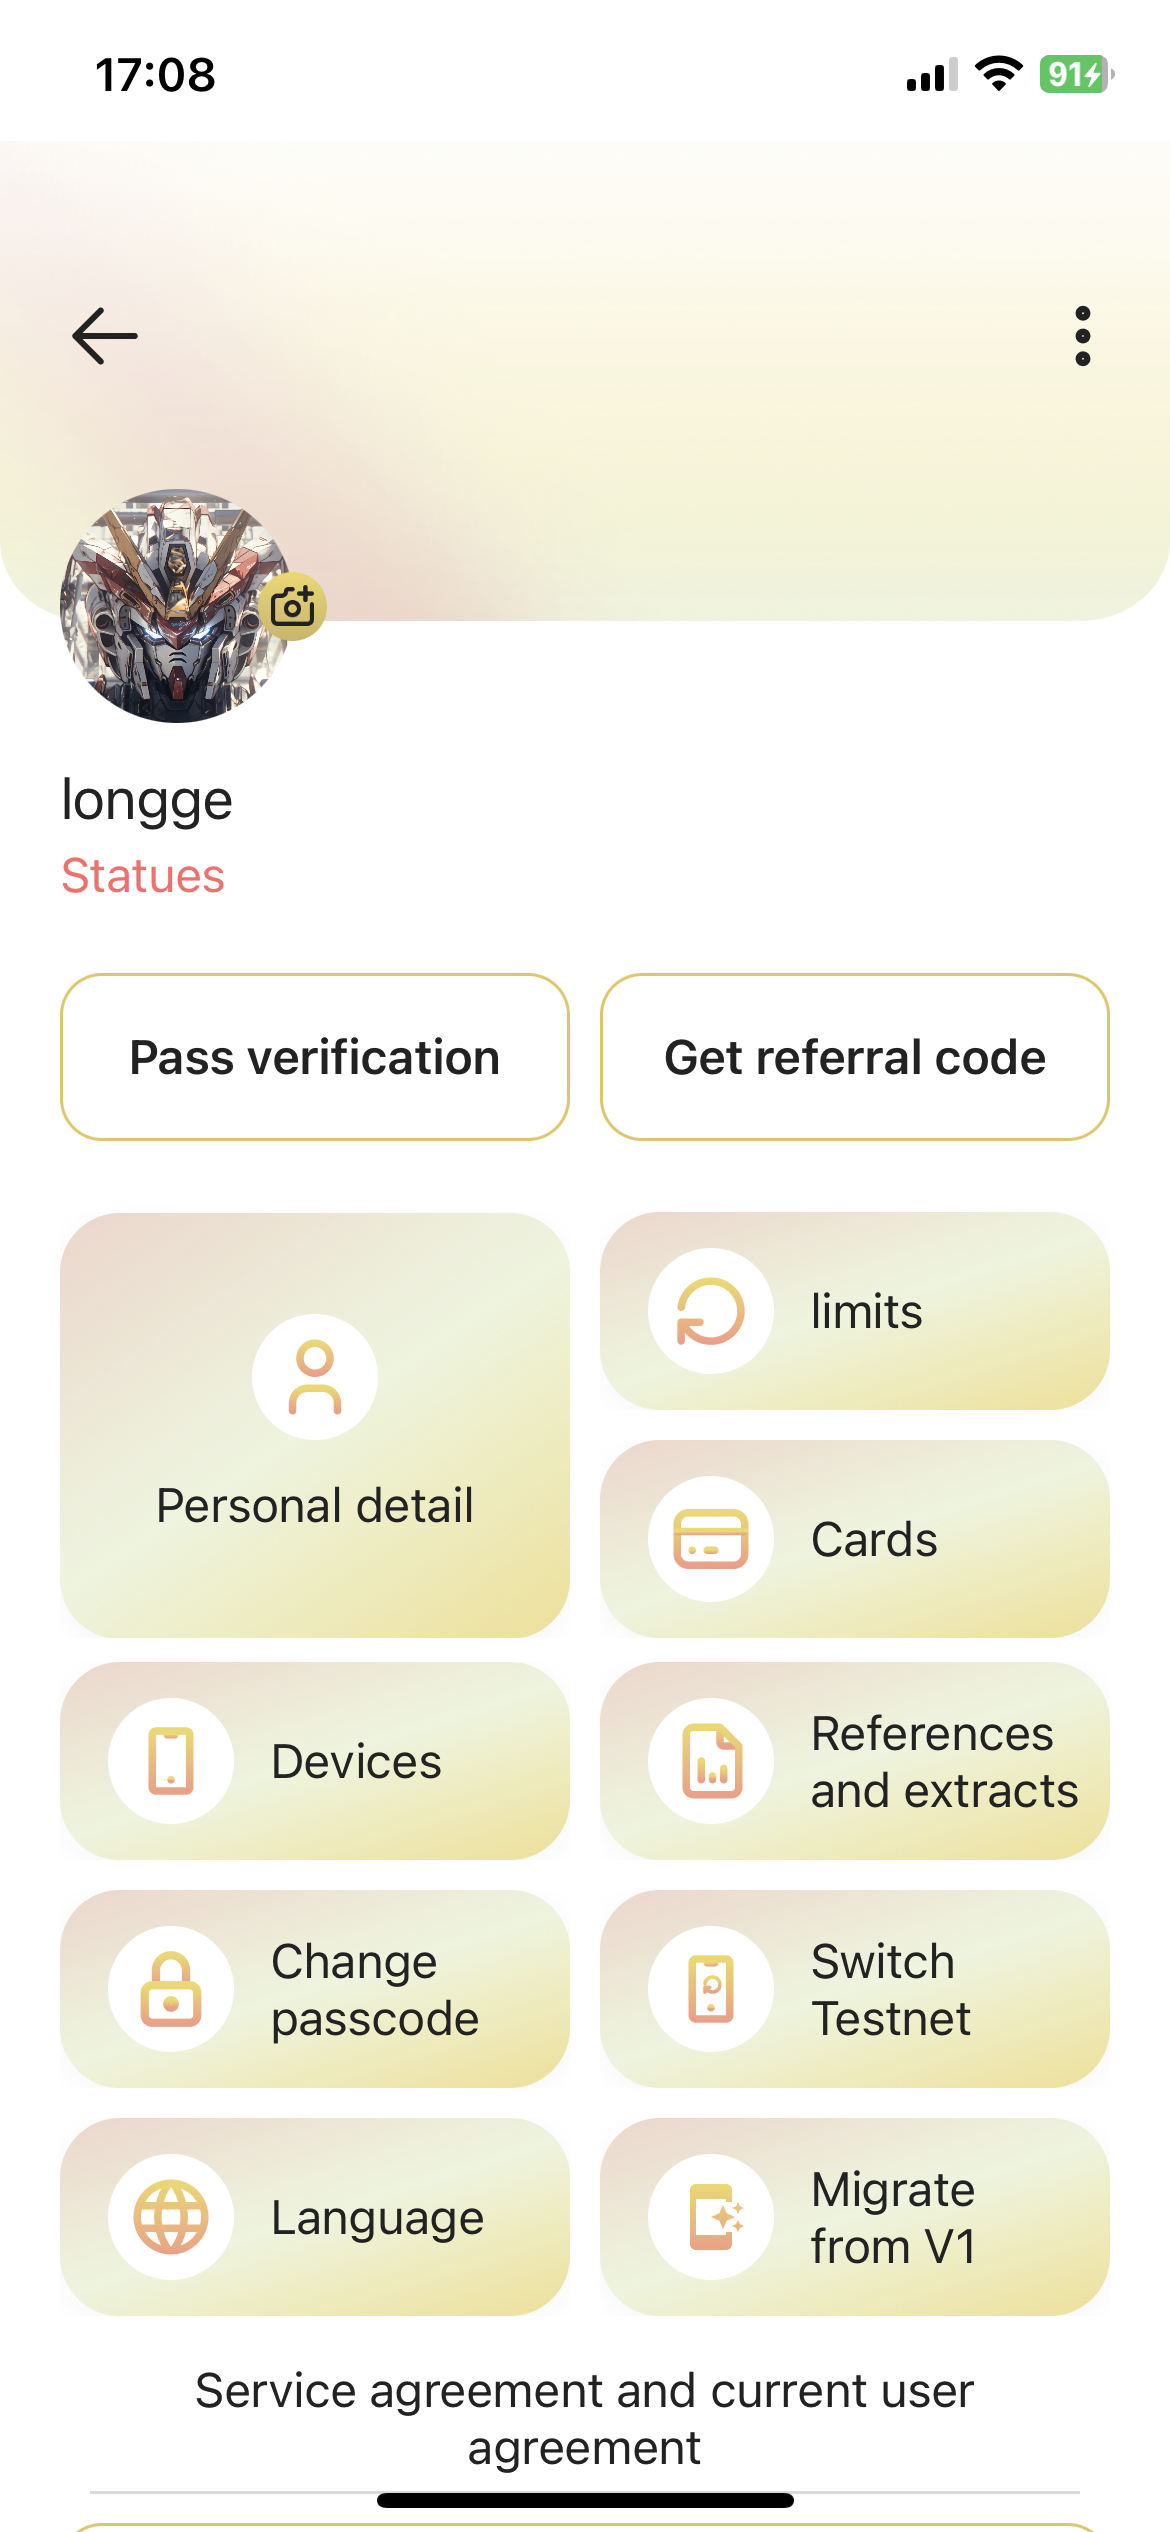 17:08
91
longge
Statues
Pass verification
Get referral code
Personal detail
limits
Cards
Devices
References
and extracts
Change
passcode
Switch
Testnet
Language
Migrate
from V1
Service agreement and current user
agreement